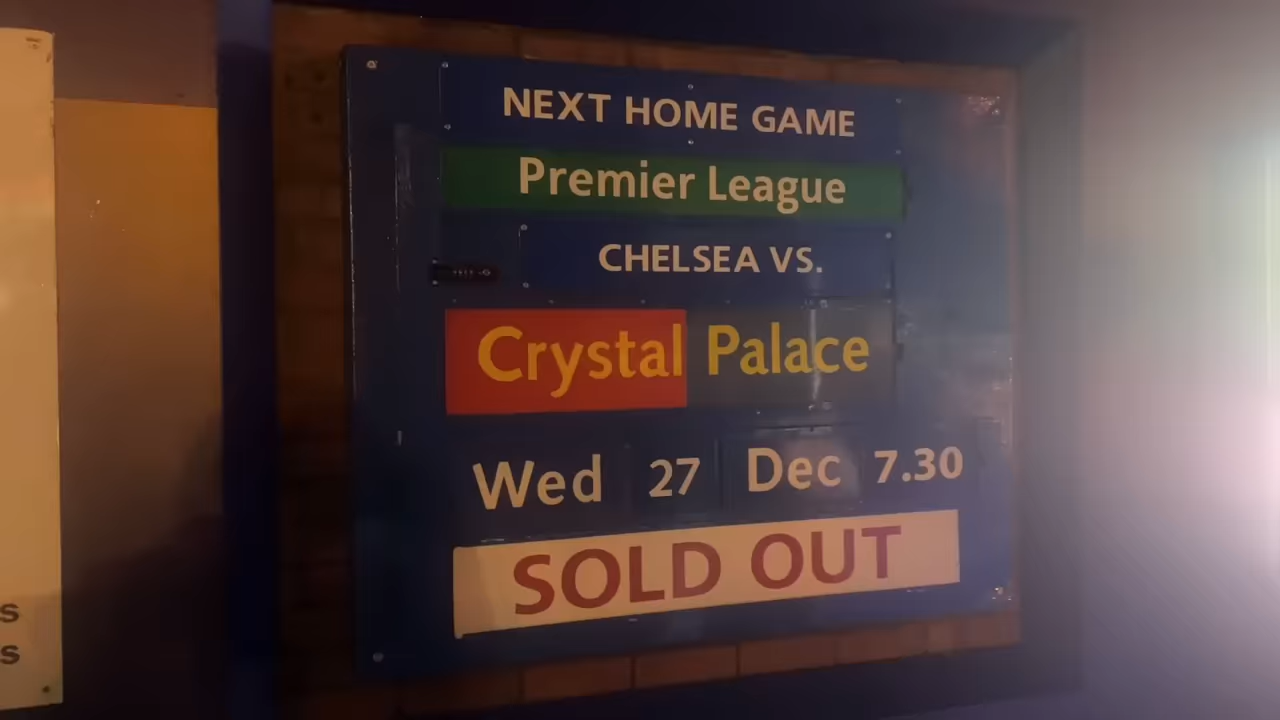 NEXT HOME GAME
Premier League
CHELSEA VS.
Crystal Palace
Wed 27 Dec 7.30
SOLD OUT
s
s